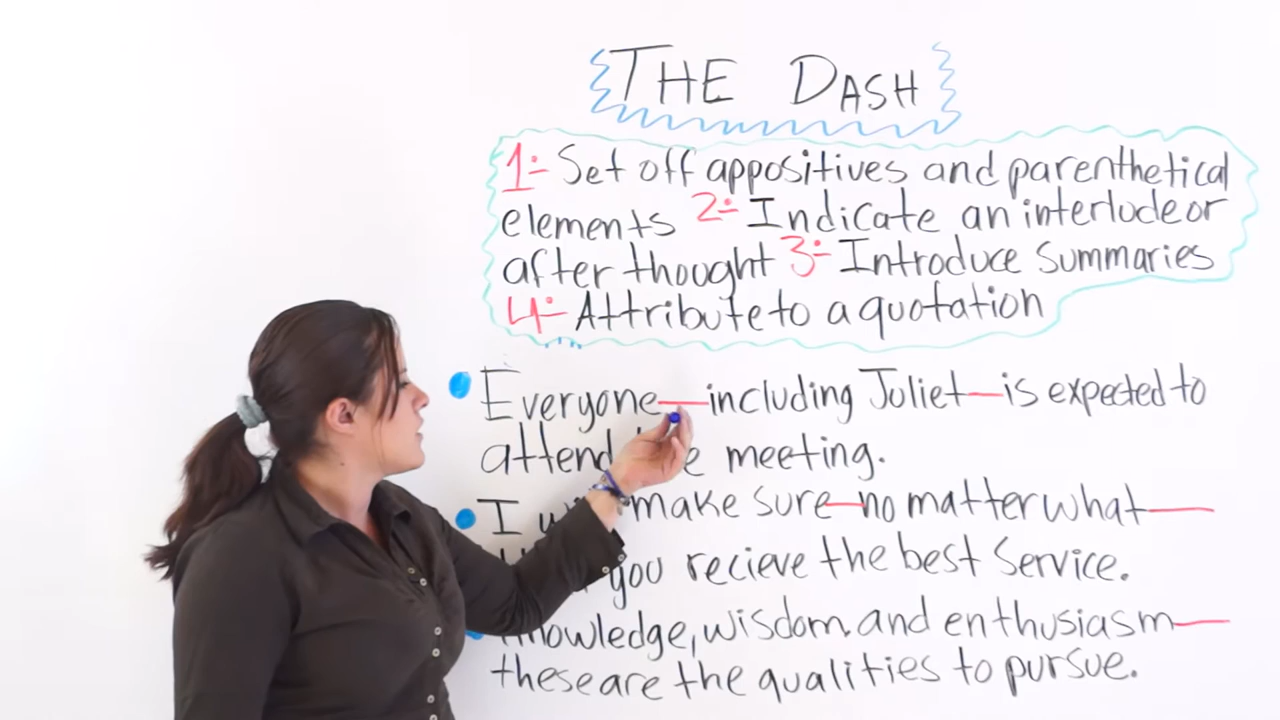 THE DASH
1:- Set off appositives and parenthetical
elements 2:- Indicate an interlude or
after thought 3:- Introduce Summaries
4:- Attribute to a quotation
Everyone—including Juliet—is expected to
attend meeting.
I make sure—no matter what—
you recieve the best Service.
knowledge, wisdom, and enthusiasm—
these are the qualities to pursue.